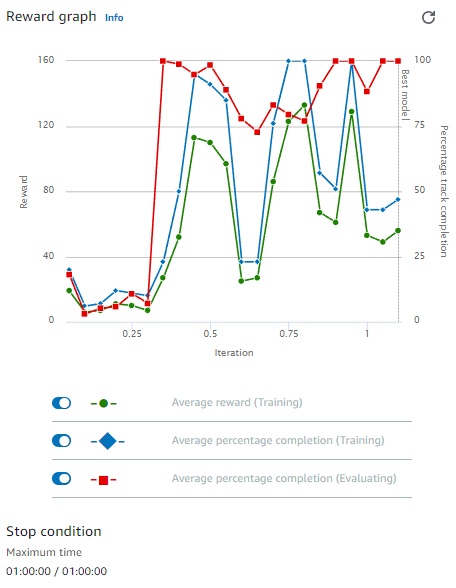 Reward graph Info
160 100
120 75
80 50
40 25
0 0
Reward
Best model
Percentage track completion
0.25 0.5 0.75 1
Iteration
Average reward (Training)
Average percentage completion (Training)
Average percentage completion (Evaluating)
Stop condition
Maximum time
01:00:00 / 01:00:00